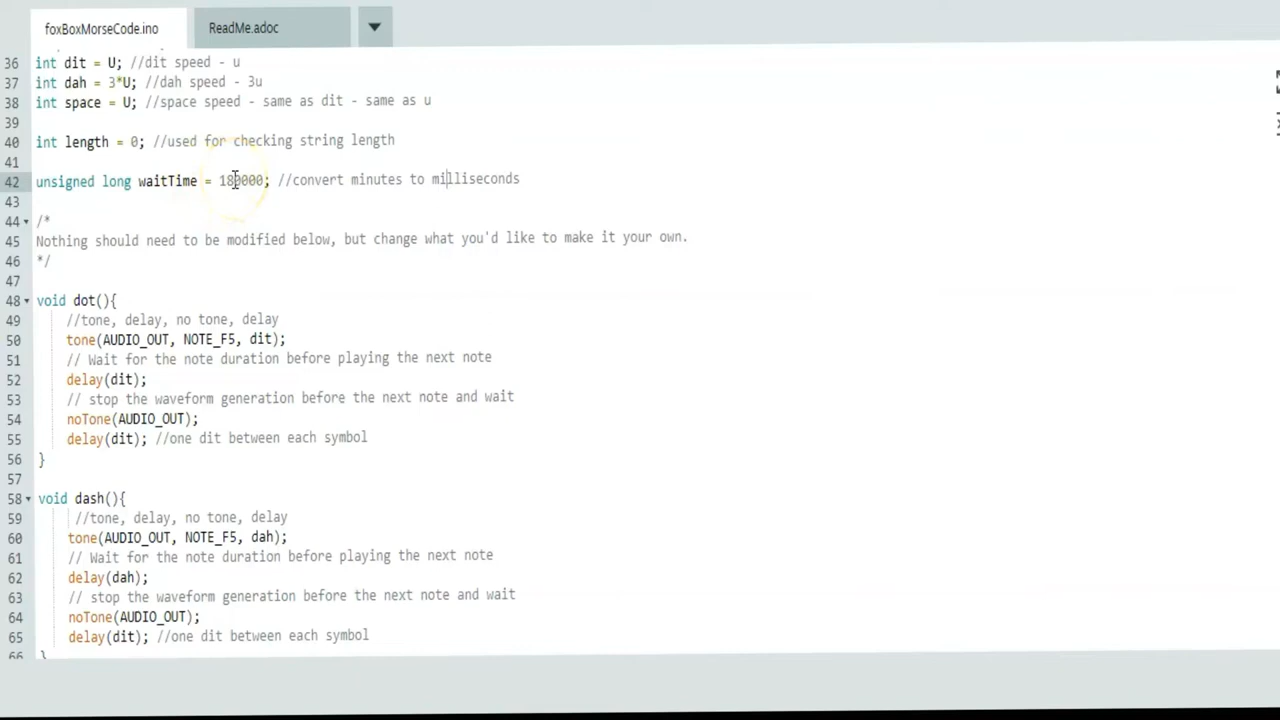 foxBoxMorseCode.ino
ReadMe.adoc
36 int dit = U; //dit speed - u
37 int dah = 3*U; //dah speed - 3u
38 int space = U; //space speed - same as dit - same as u
39
40 int length = 0; //used for checking string length
41
42 unsigned long waitTime = 180000; //convert minutes to milliseconds
43
44 /*
45 Nothing should need to be modified below, but change what you'd like to make it your own.
46 */
47
48 void dot(){
49 //tone, delay, no tone, delay
50 tone(AUDIO_OUT, NOTE_F5, dit);
51 // Wait for the note duration before playing the next note
52 delay(dit);
53 // stop the waveform generation before the next note and wait
54 noTone(AUDIO_OUT);
55 delay(dit); //one dit between each symbol
56 }
57
58 void dash(){
59 //tone, delay, no tone, delay
60 tone(AUDIO_OUT, NOTE_F5, dah);
61 // Wait for the note duration before playing the next note
62 delay(dah);
63 // stop the waveform generation before the next note and wait
64 noTone(AUDIO_OUT);
65 delay(dit); //one dit between each symbol
66 }